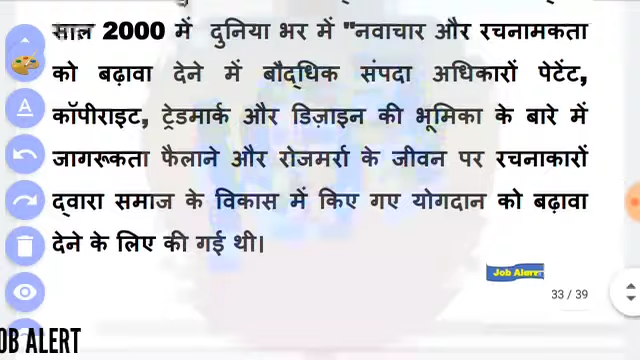 साल 2000 में दुनिया भर में "नवाचार और रचनामकता
को बढ़ावा देने में बौद्धिक संपदा अधिकारों पेटेंट,
कॉपीराइट, ट्रेडमार्क और डिज़ाइन की भूमिका के बारे में
जागरूकता फैलाने और रोजमर्रा के जीवन पर रचनाकारों
द्वारा समाज के विकास में किए गए योगदान को बढ़ावा
देने के लिए की गई थी।
Job Alert
33 / 39
OB ALERT